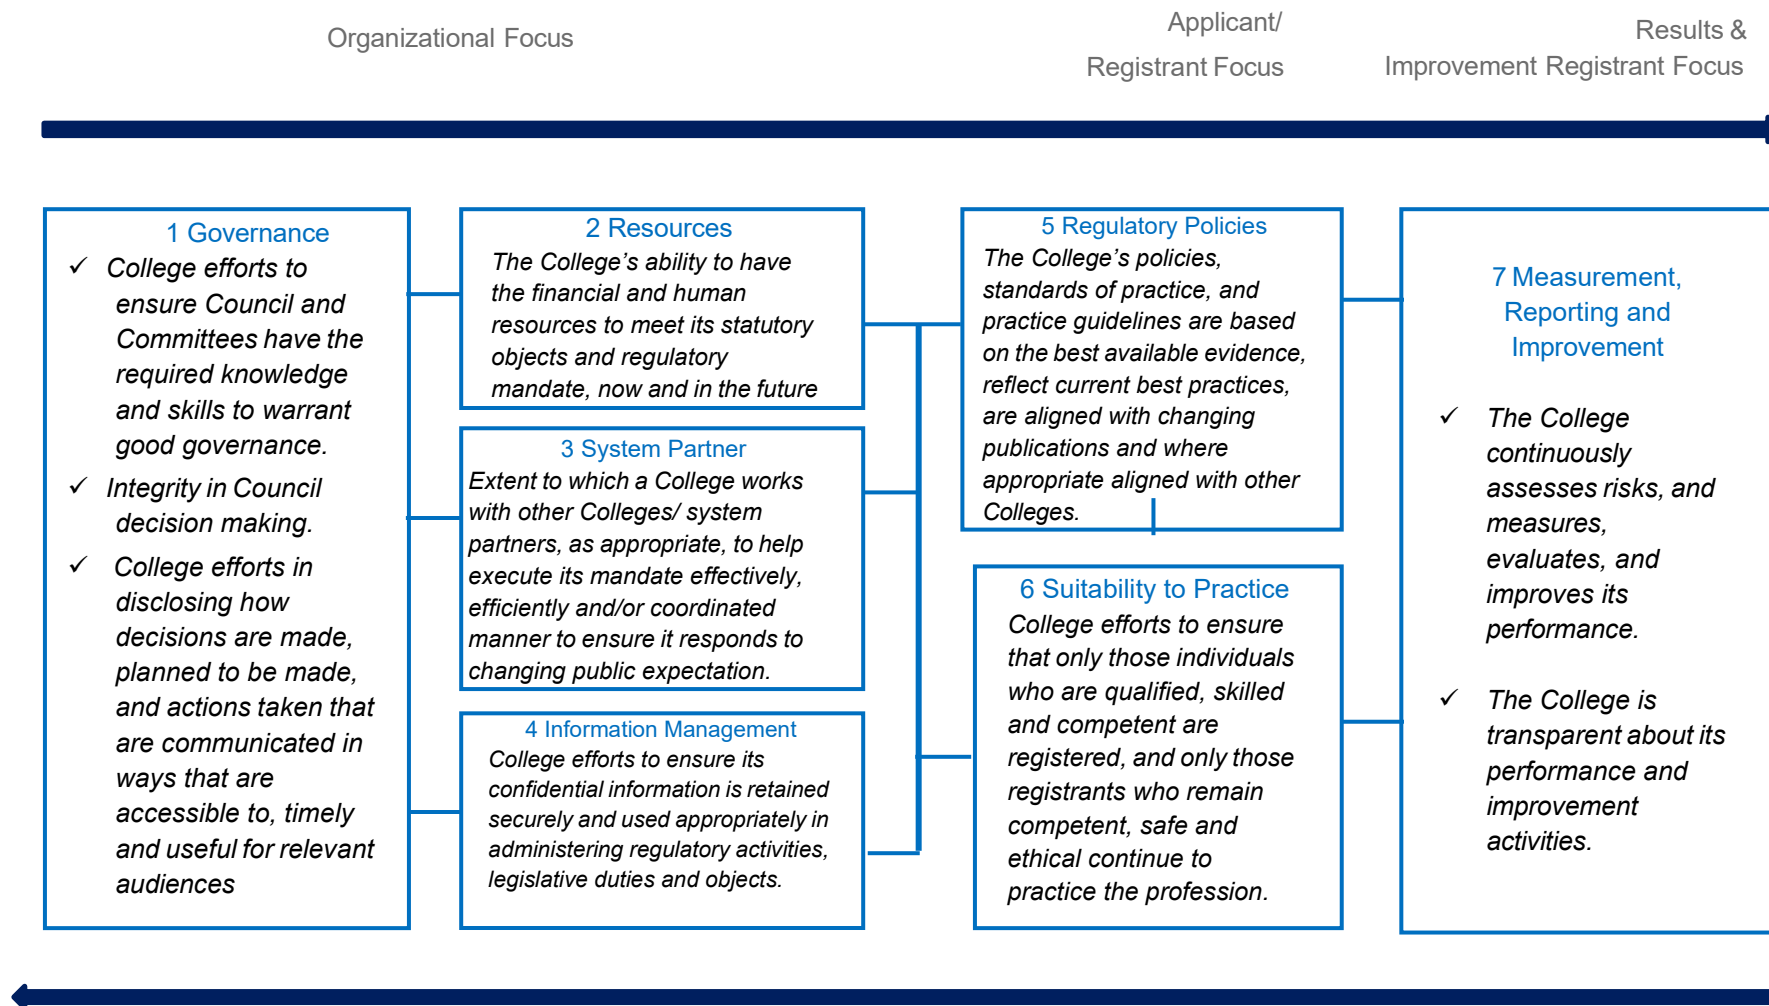 Organizational Focus
Applicant/
Registrant Focus
Results &
Improvement Registrant Focus
1 Governance
✓ College efforts to
ensure Council and
Committees have the
required knowledge
and skills to warrant
good governance.
✓ Integrity in Council
decision making.
✓ College efforts in
disclosing how
decisions are made,
planned to be made,
and actions taken that
are communicated in
ways that are
accessible to, timely
and useful for relevant
audiences
2 Resources
The College’s ability to have
the financial and human
resources to meet its statutory
objects and regulatory
mandate, now and in the future
3 System Partner
Extent to which a College works
with other Colleges/ system
partners, as appropriate, to help
execute its mandate effectively,
efficiently and/or coordinated
manner to ensure it responds to
changing public expectation.
4 Information Management
College efforts to ensure its
confidential information is retained
securely and used appropriately in
administering regulatory activities,
legislative duties and objects.
5 Regulatory Policies
The College’s policies,
standards of practice, and
practice guidelines are based
on the best available evidence,
reflect current best practices,
are aligned with changing
publications and where
appropriate aligned with other
Colleges.
6 Suitability to Practice
College efforts to ensure
that only those individuals
who are qualified, skilled
and competent are
registered, and only those
registrants who remain
competent, safe and
ethical continue to
practice the profession.
7 Measurement,
Reporting and
Improvement
✓ The College
continuously
assesses risks, and
measures,
evaluates, and
improves its
performance.
✓ The College is
transparent about its
performance and
improvement
activities.